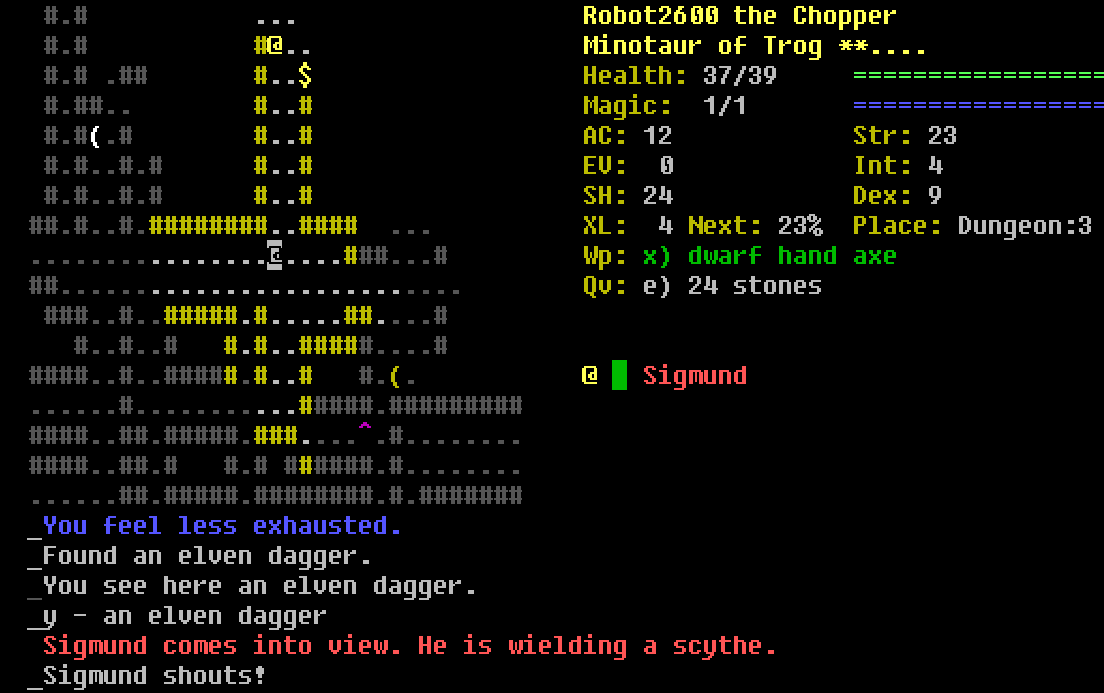 Robot2600 the Chopper
Minotaur of Trog **....
Health: 37/39
Magic: 1/1
AC: 12 Str: 23
EV: 0 Int: 4
SH: 24 Dex: 9
XL: 4 Next: 23% Place: Dungeon:3
Wp: x) dwarf hand axe
Qv: e) 24 stones
@ Sigmund
_You feel less exhausted.
_Found an elven dagger.
_You see here an elven dagger.
_y - an elven dagger
Sigmund comes into view. He is wielding a scythe.
_Sigmund shouts!